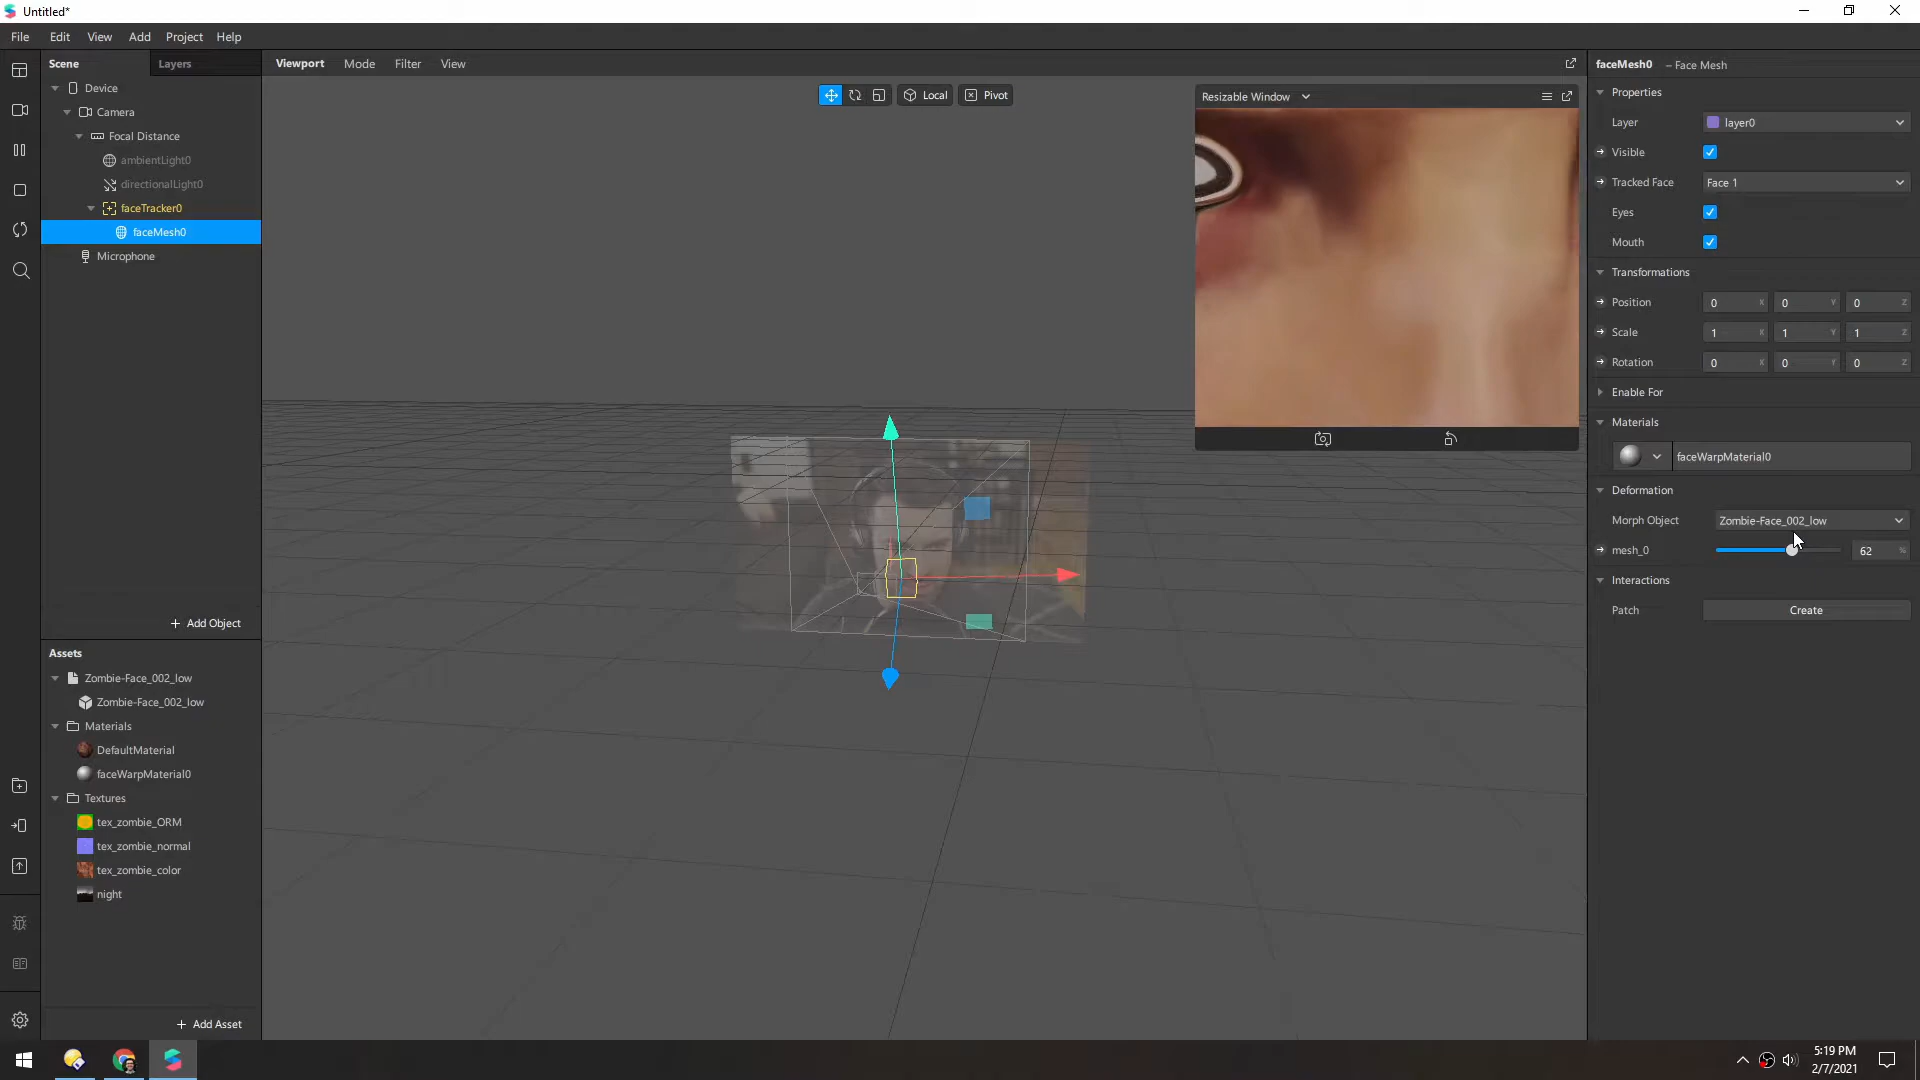 Untitled*
File Edit View Add Project Help
Scene Layers
Device
Camera
Focal Distance
ambientLight0
directionalLight0
faceTracker0
faceMesh0
Microphone
+ Add Object
Assets
Zombie-Face_002_low
Zombie-Face_002_low
Materials
DefaultMaterial
faceWarpMaterial0
Textures
tex_zombie_ORM
tex_zombie_normal
tex_zombie_color
night
+ Add Asset
Viewport Mode Filter View
Local Pivot
Resizable Window
faceMesh0 – Face Mesh
Properties
Layer layer0
Visible
Tracked Face Face 1
Eyes
Mouth
Transformations
Position 0 X 0 Y 0 Z
Scale 1 X 1 Y 1 Z
Rotation 0 X 0 Y 0 Z
Enable For
Materials
faceWarpMaterial0
Deformation
Morph Object Zombie-Face_002_low
mesh_0 62 %
Interactions
Patch Create
5:19 PM
2/7/2021